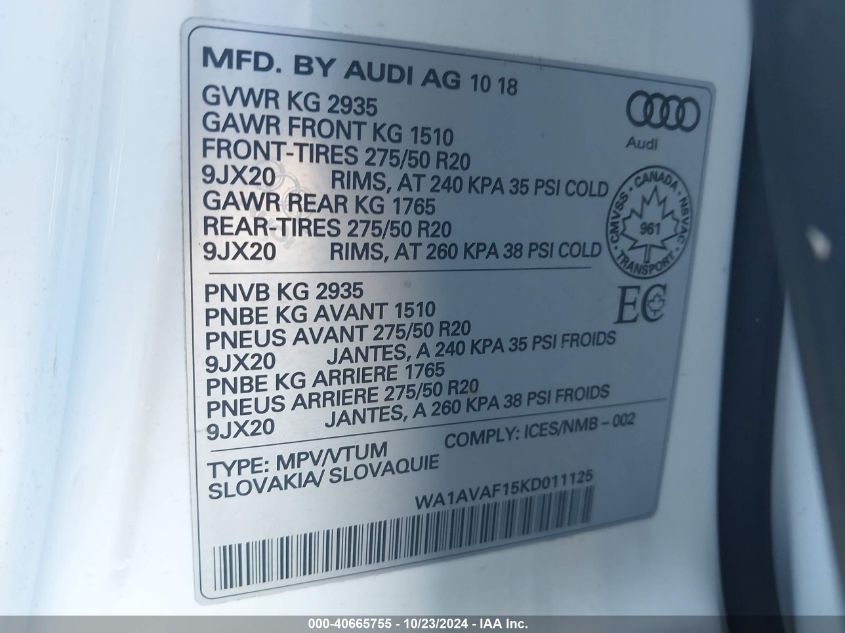 MFD. BY AUDI AG 10 18
GVWR KG 2935
GAWR FRONT KG 1510
FRONT-TIRES 275/50 R20
9JX20 RIMS, AT 240 KPA 35 PSI COLD
GAWR REAR KG 1765
REAR-TIRES 275/50 R20
9JX20 RIMS, AT 260 KPA 38 PSI COLD
Audi
CMVSS - CANADA - NSVAC
961
TRANSPORT
EC
PNVB KG 2935
PNBE KG AVANT 1510
PNEUS AVANT 275/50 R20
9JX20 JANTES, A 240 KPA 35 PSI FROIDS
PNBE KG ARRIERE 1765
PNEUS ARRIERE 275/50 R20
9JX20 JANTES, A 260 KPA 38 PSI FROIDS
TYPE: MPV/VTUM COMPLY: ICES/NMB-002
SLOVAKIA/ SLOVAQUIE
WA1AVAF15KD011125
000-40665755 - 10/23/2024 - IAA Inc.